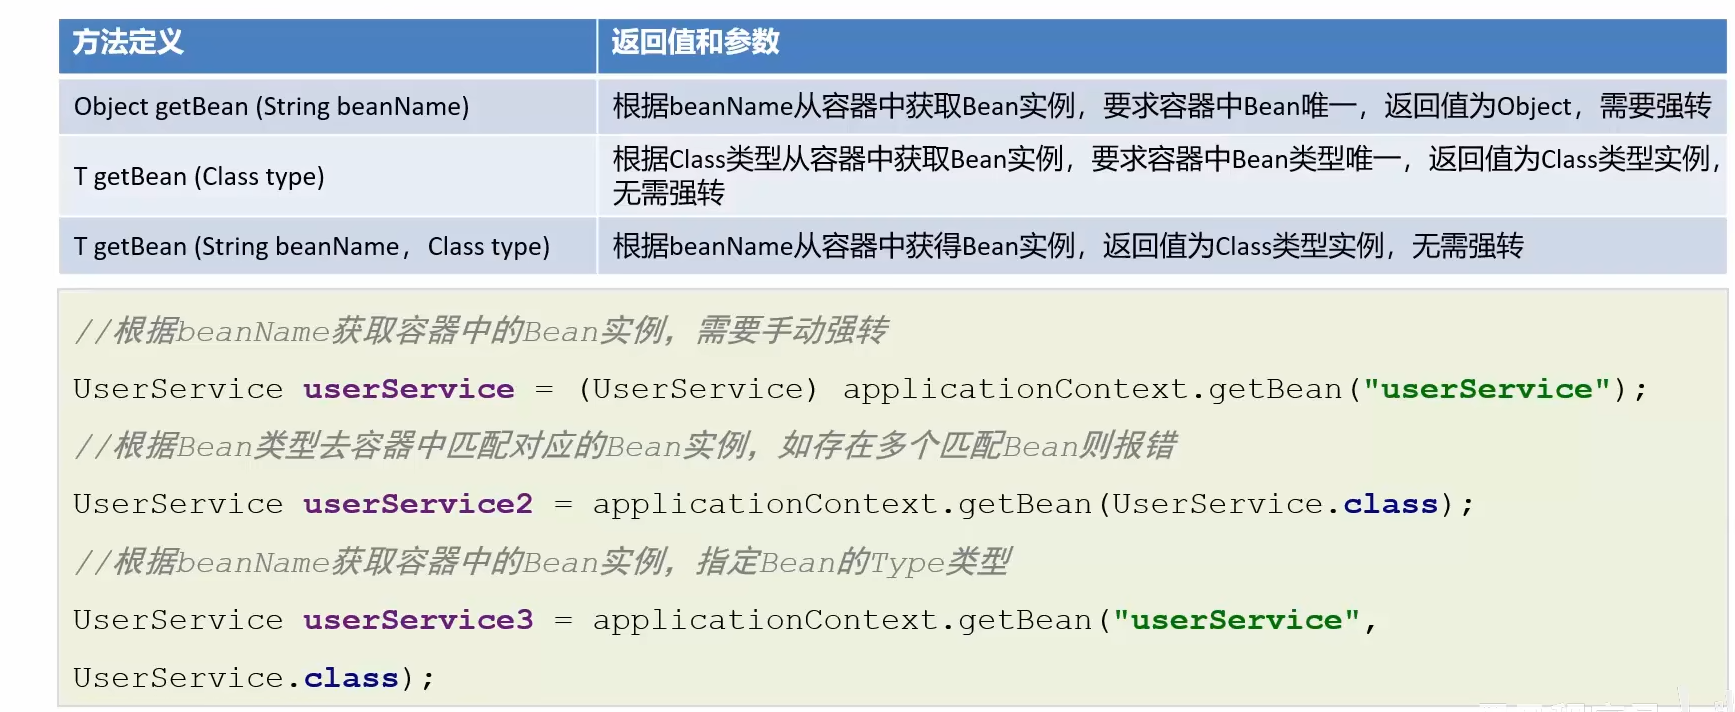 方法定义
返回值和参数
Object getBean (String beanName)
根据beanName从容器中获取Bean实例，要求容器中Bean唯一，返回值为Object，需要强转
T getBean (Class type)
根据Class类型从容器中获取Bean实例，要求容器中Bean类型唯一，返回值为Class类型实例，
无需强转
T getBean (String beanName，Class type)
根据beanName从容器中获得Bean实例，返回值为Class类型实例，无需强转
//根据beanName获取容器中的Bean实例，需要手动强转
UserService userService = (UserService) applicationContext.getBean("userService");
//根据Bean类型去容器中匹配对应的Bean实例，如存在多个匹配Bean则报错
UserService userService2 = applicationContext.getBean(UserService.class);
//根据beanName获取容器中的Bean实例，指定Bean的Type类型
UserService userService3 = applicationContext.getBean("userService",
UserService.class);